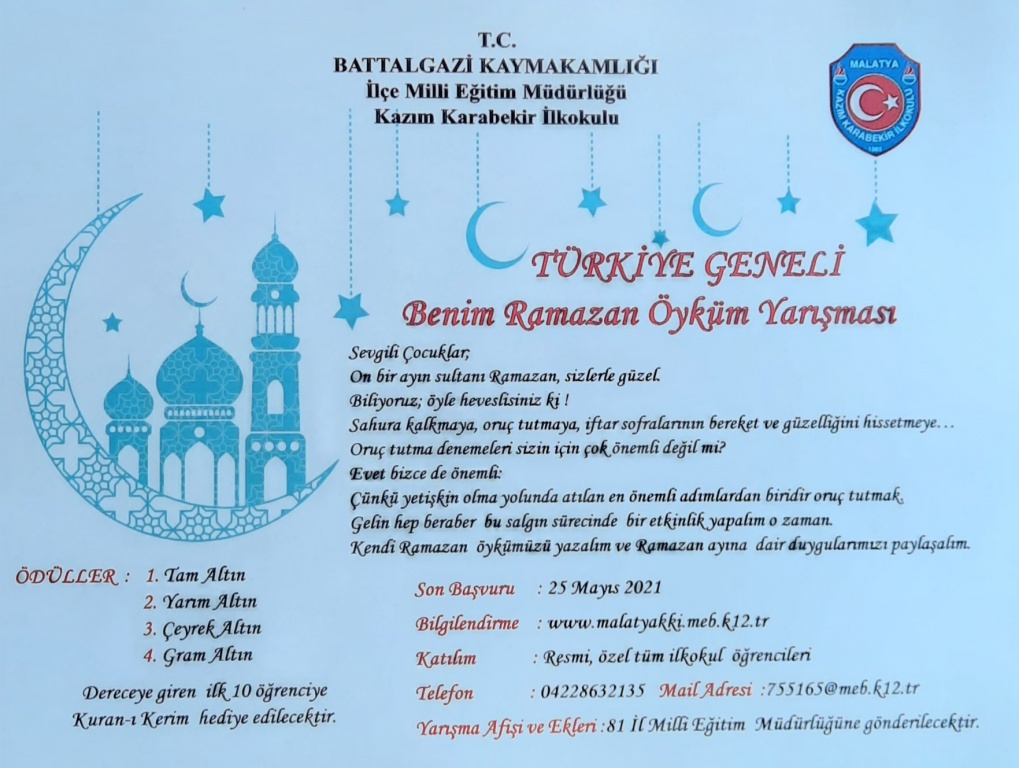 T.C.
BATTALGAZİ KAYMAKAMLIĞI
İlçe Milli Eğitim Müdürlüğü
Kazım Karabekir İlkokulu
MALATYA
KAZIM KARABEKİR İLKOKULU
TÜRKİYE GENELİ
Benim Ramazan Öyküm Yarışması
Sevgili Çocuklar;
On bir ayın sultanı Ramazan, sizlerle güzel.
Biliyoruz; öyle heveslisiniz ki !
Sahura kalkmaya, oruç tutmaya, iftar sofralarının bereket ve güzelliğini hissetmeye…
Oruç tutma denemeleri sizin için çok önemli değil mi?
Evet bizce de önemli:
Çünkü yetişkin olma yolunda atılan en önemli adımlardan biridir oruç tutmak.
Gelin hep beraber bu salgın sürecinde bir etkinlik yapalım o zaman.
Kendi Ramazan öykümüzü yazalım ve Ramazan ayına dair duygularımızı paylaşalım.
ÖDÜLLER : 1. Tam Altın
2. Yarım Altın
3. Çeyrek Altın
4. Gram Altın
Dereceye giren ilk 10 öğrenciye
Kuran-ı Kerim hediye edilecektir.
Son Başvuru : 25 Mayıs 2021
Bilgilendirme : www.malatyakki.meb.k12.tr
Katılım : Resmi, özel tüm ilkokul öğrencileri
Telefon : 04228632135 Mail Adresi :755165@meb.k12.tr
Yarışma Afişi ve Ekleri :81 İl Milli Eğitim Müdürlüğüne gönderilecektir.